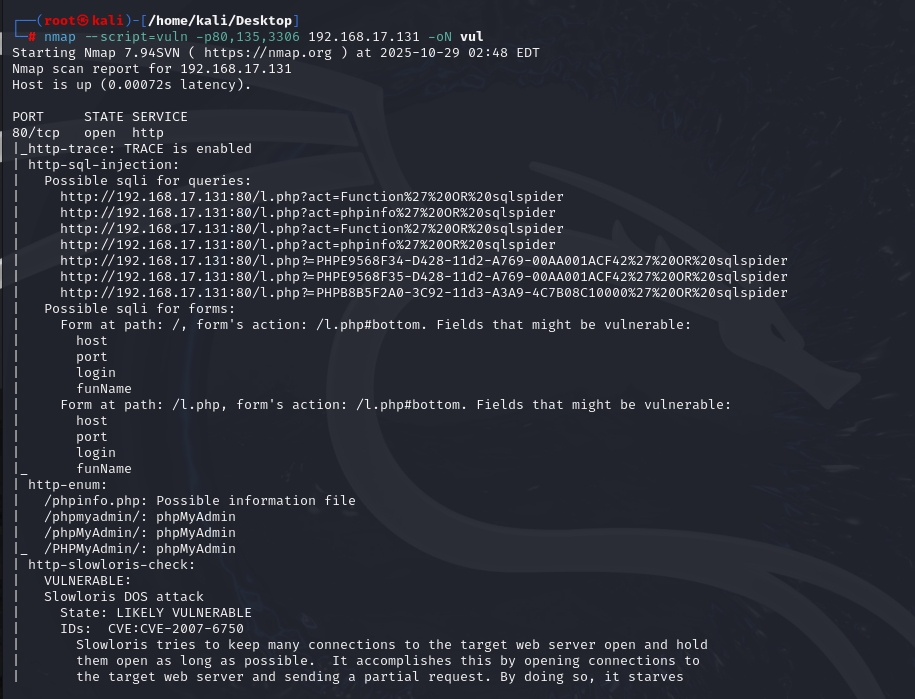 ┌──(root㉿kali)-[/home/kali/Desktop]
└─# nmap --script=vuln -p80,135,3306 192.168.17.131 -oN vul
Starting Nmap 7.94SVN ( https://nmap.org ) at 2025-10-29 02:48 EDT
Nmap scan report for 192.168.17.131
Host is up (0.00072s latency).

PORT     STATE SERVICE
80/tcp   open  http
|_http-trace: TRACE is enabled
| http-sql-injection:
|   Possible sqli for queries:
|     http://192.168.17.131:80/l.php?act=Function%27%20OR%20sqlspider
|     http://192.168.17.131:80/l.php?act=phpinfo%27%20OR%20sqlspider
|     http://192.168.17.131:80/l.php?act=Function%27%20OR%20sqlspider
|     http://192.168.17.131:80/l.php?act=phpinfo%27%20OR%20sqlspider
|     http://192.168.17.131:80/l.php?=PHPE9568F34-D428-11d2-A769-00AA001ACF42%27%20OR%20sqlspider
|     http://192.168.17.131:80/l.php?=PHPE9568F35-D428-11d2-A769-00AA001ACF42%27%20OR%20sqlspider
|     http://192.168.17.131:80/l.php?=PHPB8B5F2A0-3C92-11d3-A3A9-4C7B08C10000%27%20OR%20sqlspider
|   Possible sqli for forms:
|     Form at path: /, form's action: /l.php#bottom. Fields that might be vulnerable:
|       host
|       port
|       login
|       funName
|     Form at path: /l.php, form's action: /l.php#bottom. Fields that might be vulnerable:
|       host
|       port
|       login
|_      funName
| http-enum:
|   /phpinfo.php: Possible information file
|   /phpmyadmin/: phpMyAdmin
|   /phpMyAdmin/: phpMyAdmin
|_  /PHPMyAdmin/: phpMyAdmin
| http-slowloris-check:
|   VULNERABLE:
|   Slowloris DOS attack
|     State: LIKELY VULNERABLE
|     IDs:  CVE:CVE-2007-6750
|       Slowloris tries to keep many connections to the target web server open and hold
|       them open as long as possible.  It accomplishes this by opening connections to
|       the target web server and sending a partial request. By doing so, it starves